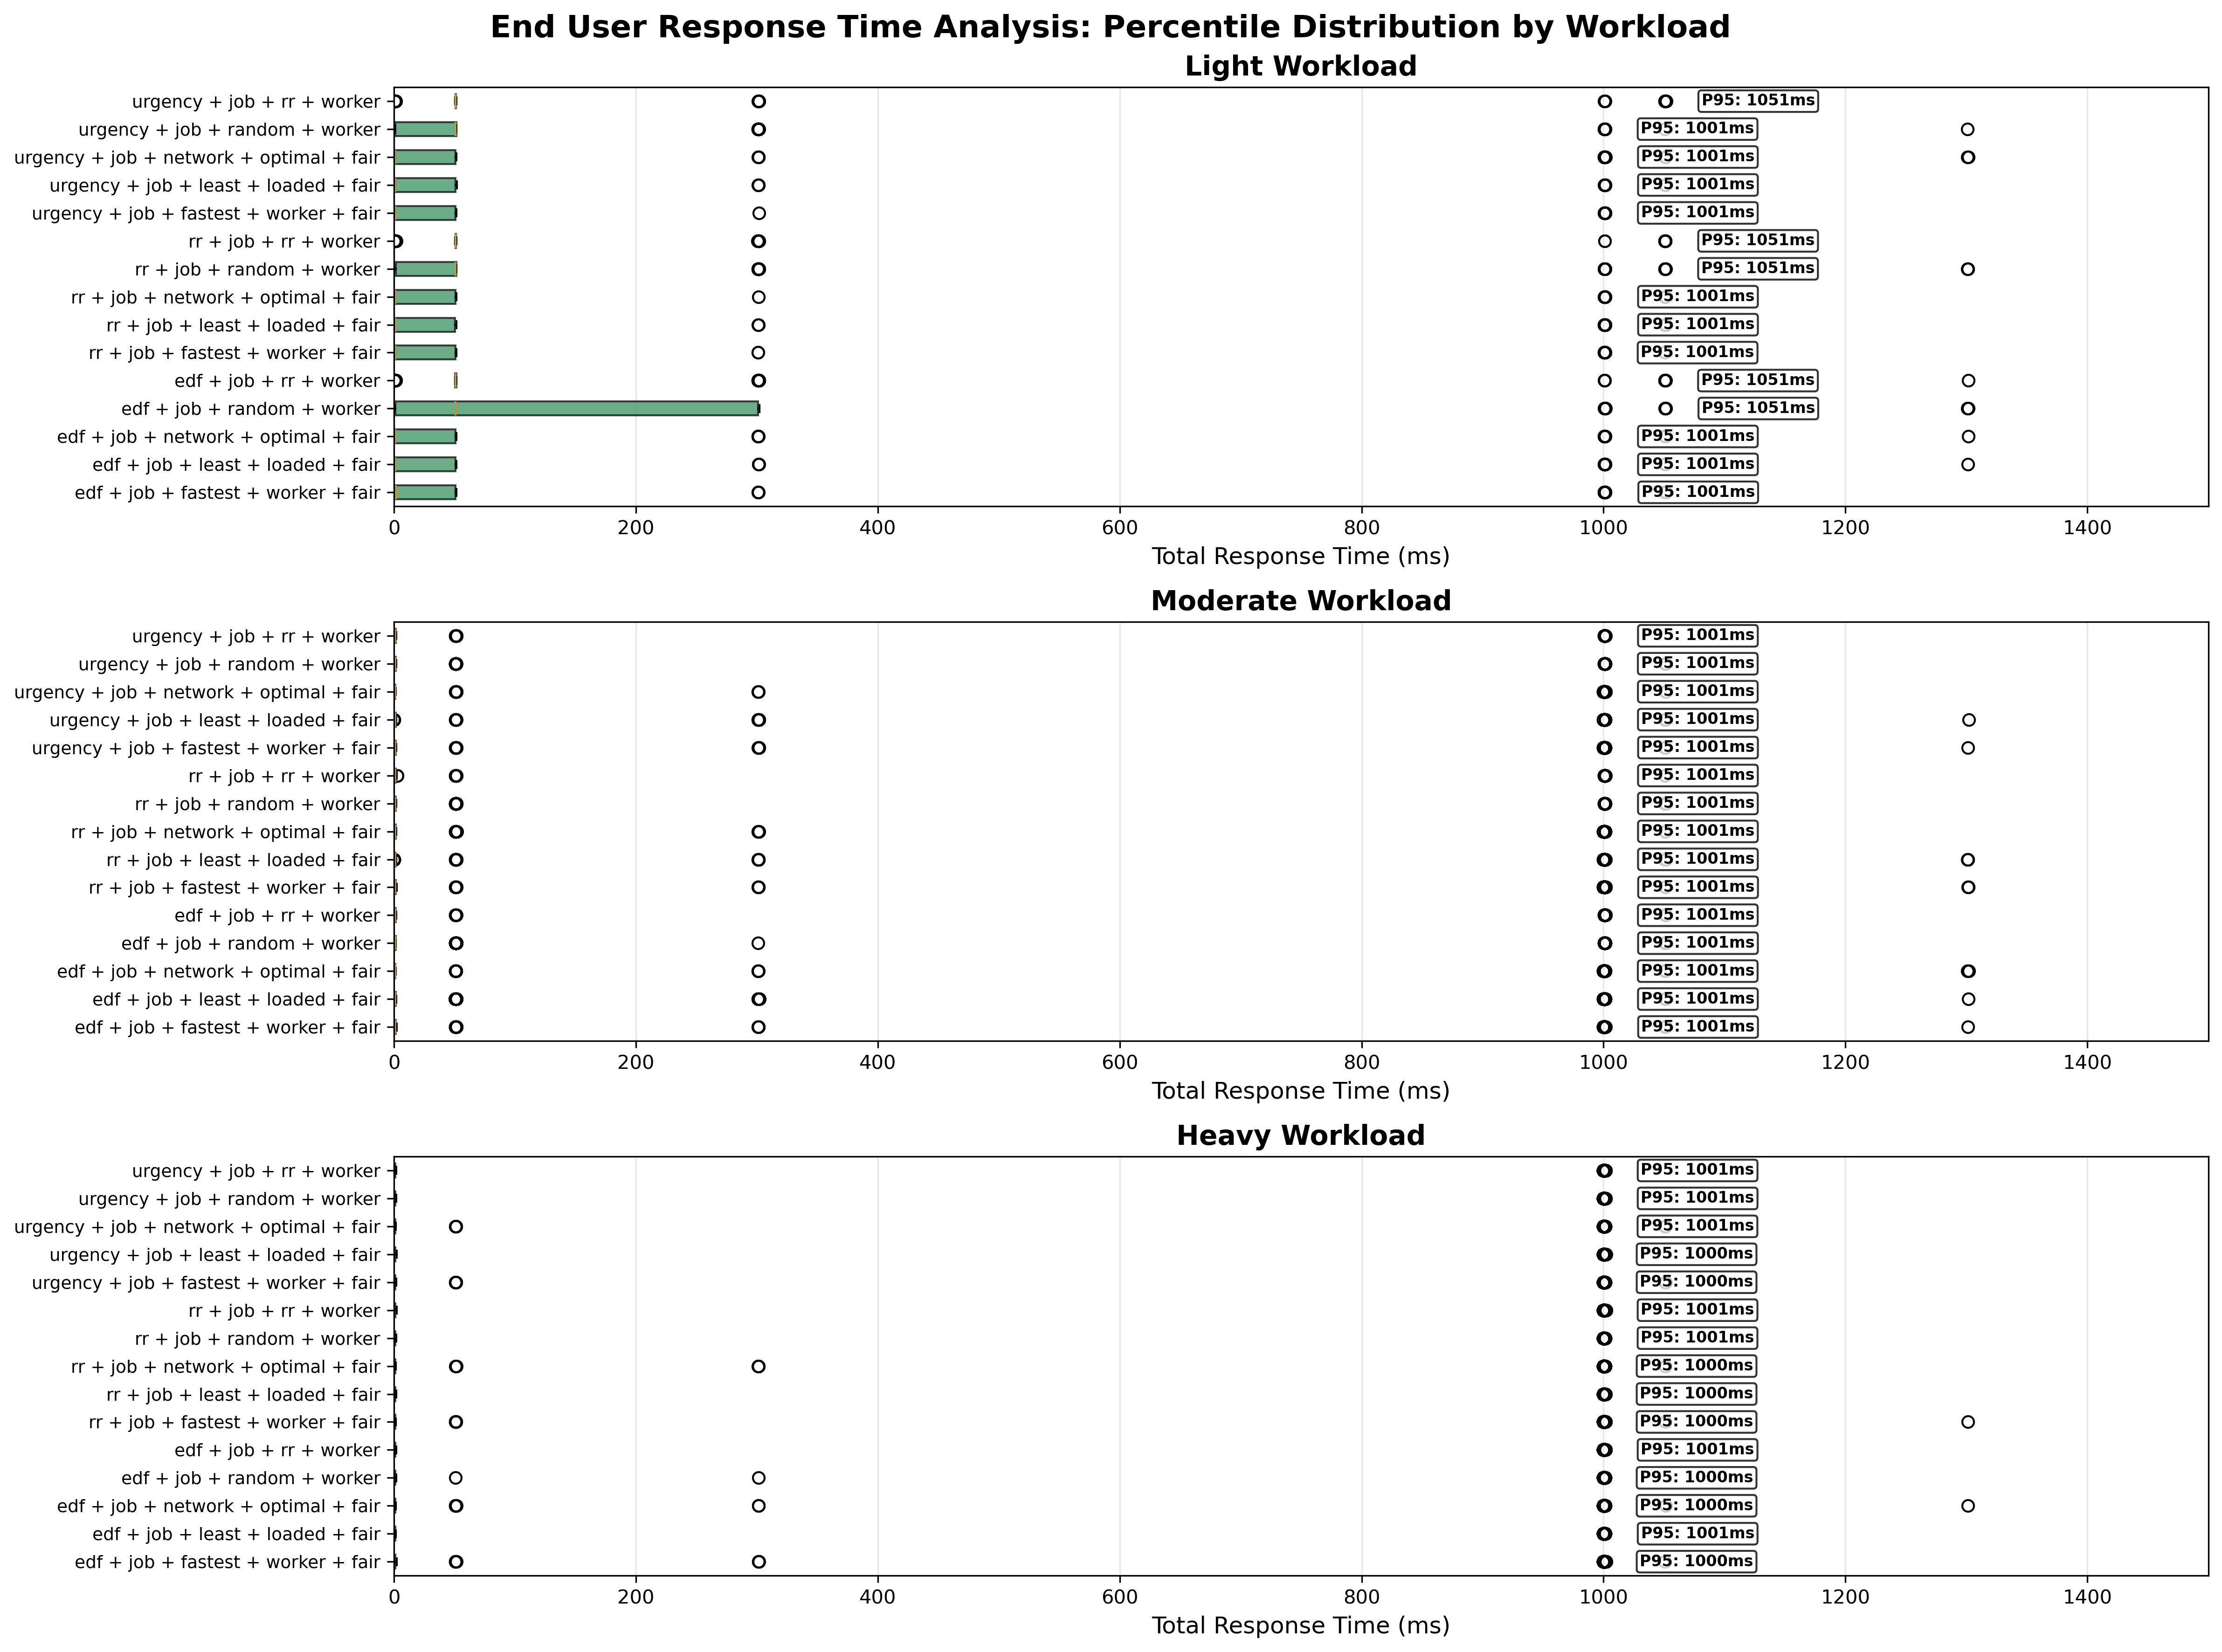 End User Response Time Analysis: Percentile Distribution by Workload
Light Workload
urgency + job + rr + worker P95: 1051ms
urgency + job + random + worker P95: 1001ms
urgency + job + network + optimal + fair P95: 1001ms
urgency + job + least + loaded + fair P95: 1001ms
urgency + job + fastest + worker + fair P95: 1001ms
rr + job + rr + worker P95: 1051ms
rr + job + random + worker P95: 1051ms
rr + job + network + optimal + fair P95: 1001ms
rr + job + least + loaded + fair P95: 1001ms
rr + job + fastest + worker + fair P95: 1001ms
edf + job + rr + worker P95: 1051ms
edf + job + random + worker P95: 1051ms
edf + job + network + optimal + fair P95: 1001ms
edf + job + least + loaded + fair P95: 1001ms
edf + job + fastest + worker + fair P95: 1001ms
0 200 400 600 800 1000 1200 1400
Total Response Time (ms)
Moderate Workload
urgency + job + rr + worker P95: 1001ms
urgency + job + random + worker P95: 1001ms
urgency + job + network + optimal + fair P95: 1001ms
urgency + job + least + loaded + fair P95: 1001ms
urgency + job + fastest + worker + fair P95: 1001ms
rr + job + rr + worker P95: 1001ms
rr + job + random + worker P95: 1001ms
rr + job + network + optimal + fair P95: 1001ms
rr + job + least + loaded + fair P95: 1001ms
rr + job + fastest + worker + fair P95: 1001ms
edf + job + rr + worker P95: 1001ms
edf + job + random + worker P95: 1001ms
edf + job + network + optimal + fair P95: 1001ms
edf + job + least + loaded + fair P95: 1001ms
edf + job + fastest + worker + fair P95: 1001ms
0 200 400 600 800 1000 1200 1400
Total Response Time (ms)
Heavy Workload
urgency + job + rr + worker P95: 1001ms
urgency + job + random + worker P95: 1001ms
urgency + job + network + optimal + fair P95: 1001ms
urgency + job + least + loaded + fair P95: 1000ms
urgency + job + fastest + worker + fair P95: 1000ms
rr + job + rr + worker P95: 1001ms
rr + job + random + worker P95: 1001ms
rr + job + network + optimal + fair P95: 1000ms
rr + job + least + loaded + fair P95: 1000ms
rr + job + fastest + worker + fair P95: 1000ms
edf + job + rr + worker P95: 1001ms
edf + job + random + worker P95: 1000ms
edf + job + network + optimal + fair P95: 1000ms
edf + job + least + loaded + fair P95: 1001ms
edf + job + fastest + worker + fair P95: 1000ms
0 200 400 600 800 1000 1200 1400
Total Response Time (ms)